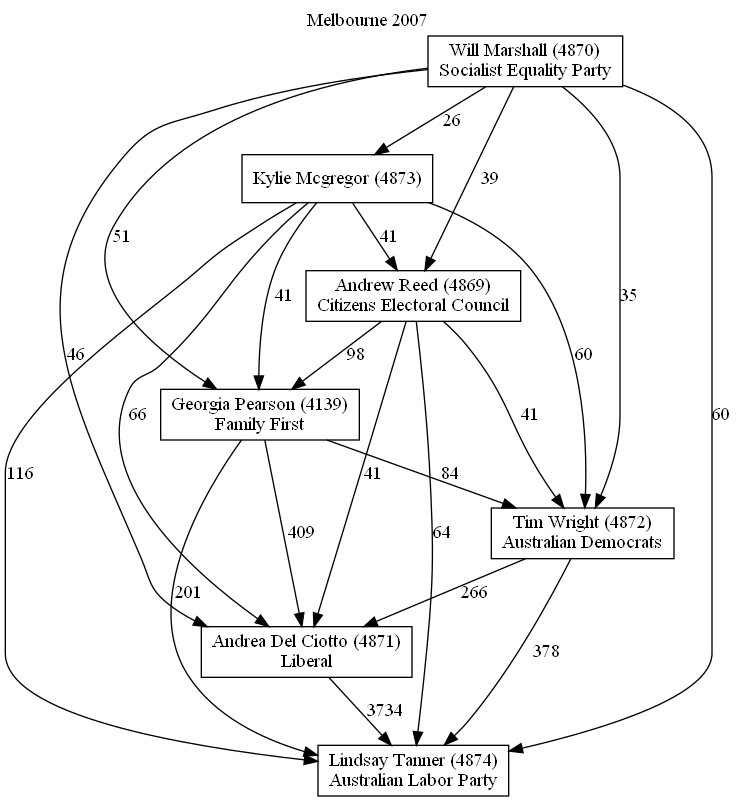 Melbourne 2007
Will Marshall (4870)
Socialist Equality Party
26
Kylie Mcgregor (4873)
39
51
41
Andrew Reed (4869)
Citizens Electoral Council
41
35
46
98
60
Georgia Pearson (4139)
Family First
66
41
60
116
84
41
Tim Wright (4872)
Australian Democrats
409
64
201
266
Andrea Del Ciotto (4871)
Liberal
378
3734
Lindsay Tanner (4874)
Australian Labor Party